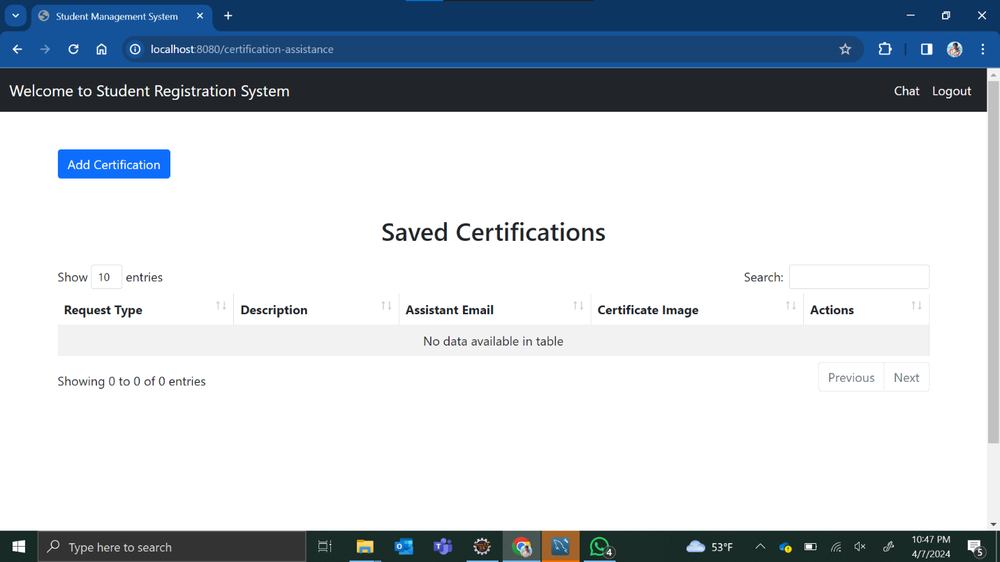 Student Management System
localhost:8080/certification-assistance
Welcome to Student Registration System
Chat Logout
Add Certification
Saved Certifications
Show 10 entries
Search:
Request Type Description Assistant Email Certificate Image Actions
No data available in table
Showing 0 to 0 of 0 entries
Previous Next
Type here to search
4
53°F
10:47 PM
4/7/2024
5